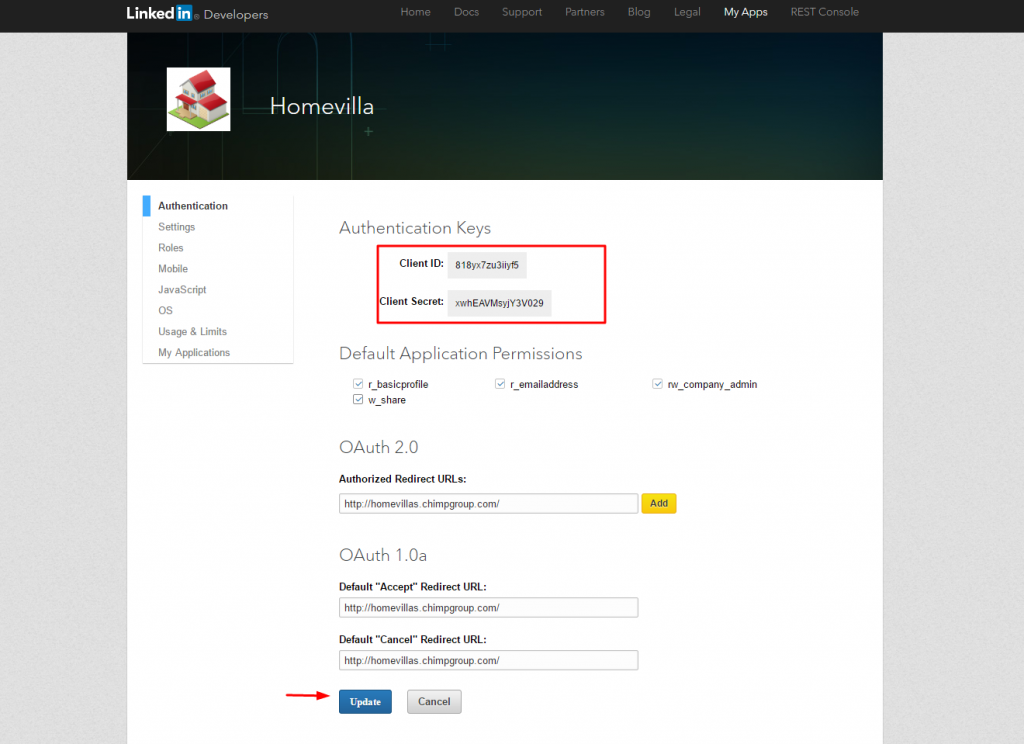 Linked in Developers
Home Docs Support Partners Blog Legal My Apps REST Console
Homevilla
Authentication
Settings
Roles
Mobile
JavaScript
OS
Usage & Limits
My Applications
Authentication Keys
Client ID: 818yx7zu3iiyf5
Client Secret: xwhEAVMsyjY3V029
Default Application Permissions
r_basicprofile r_emailaddress rw_company_admin
w_share
OAuth 2.0
Authorized Redirect URLs:
http://homevillas.chimpgroup.com/ Add
OAuth 1.0a
Default "Accept" Redirect URL:
http://homevillas.chimpgroup.com/
Default "Cancel" Redirect URL:
http://homevillas.chimpgroup.com/
Update Cancel